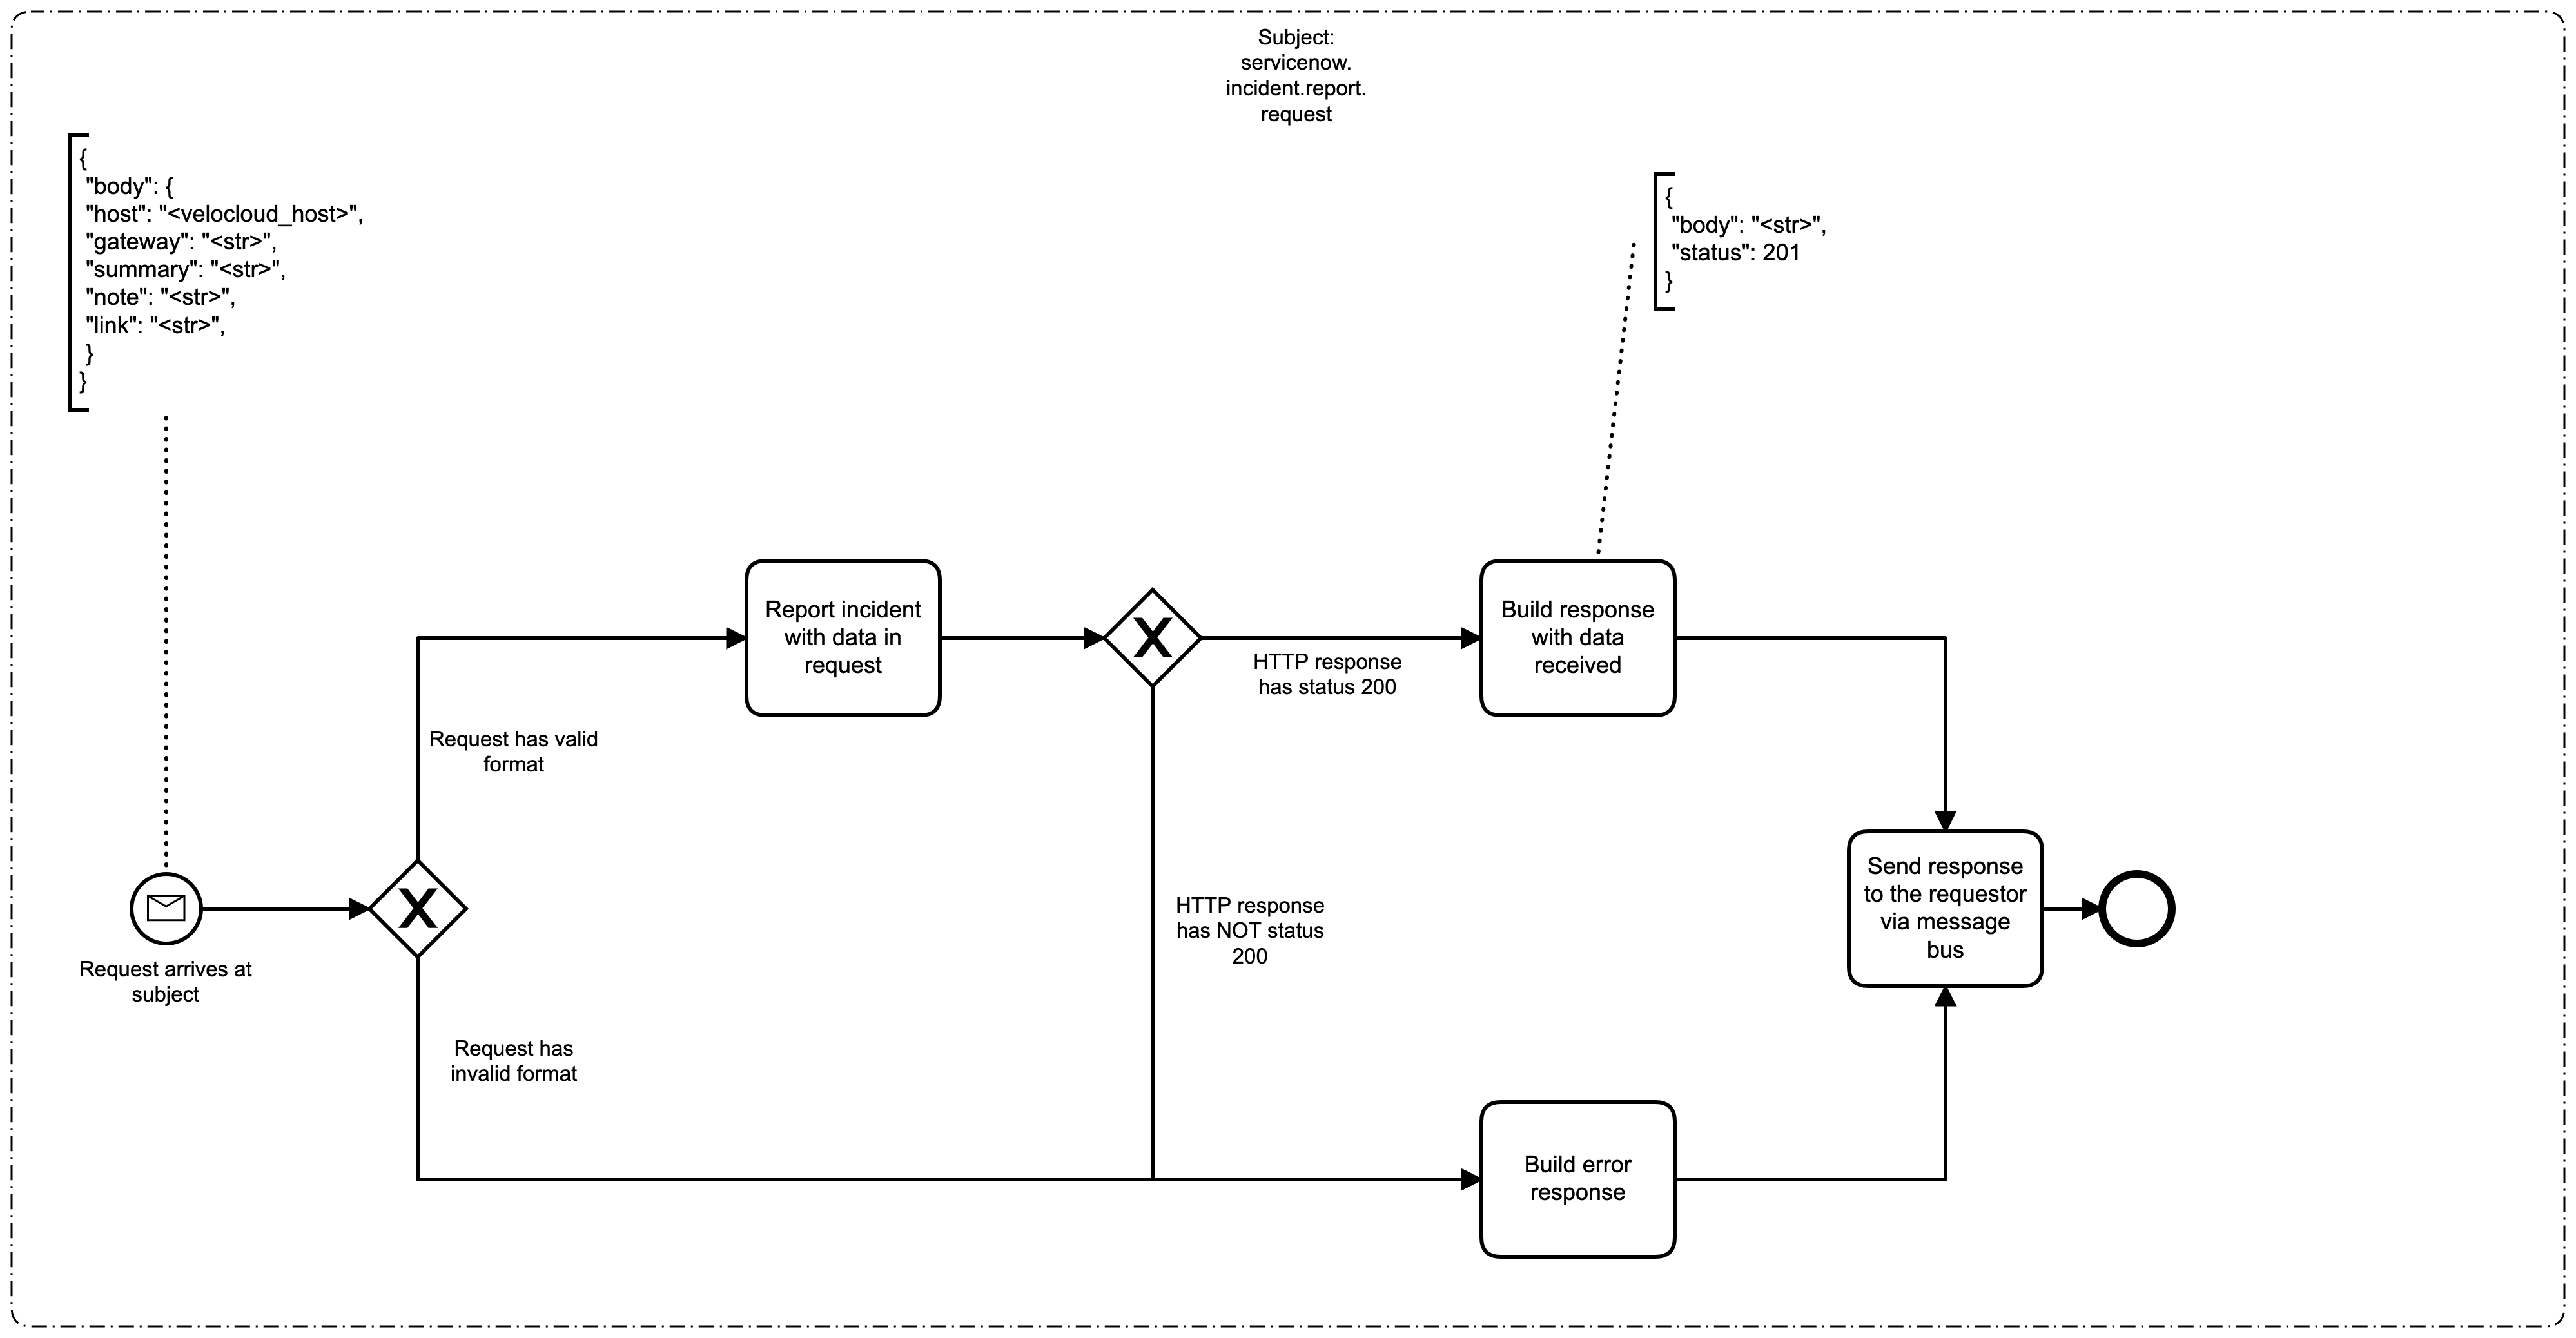 Subject:
servicenow.
incident.report.
request
{
"body": {
"host": "<velocloud_host>",
"gateway": "<str>",
"summary": "<str>",
"note": "<str>",
"link": "<str>",
}
}
{
"body": "<str>",
"status": 201
}
Report incident
with data in
request
X
HTTP response
has status 200
Build response
with data
received
Request has valid
format
X
Request arrives at
subject
HTTP response
has NOT status
200
Send response
to the requestor
via message
bus
Request has
invalid format
Build error
response